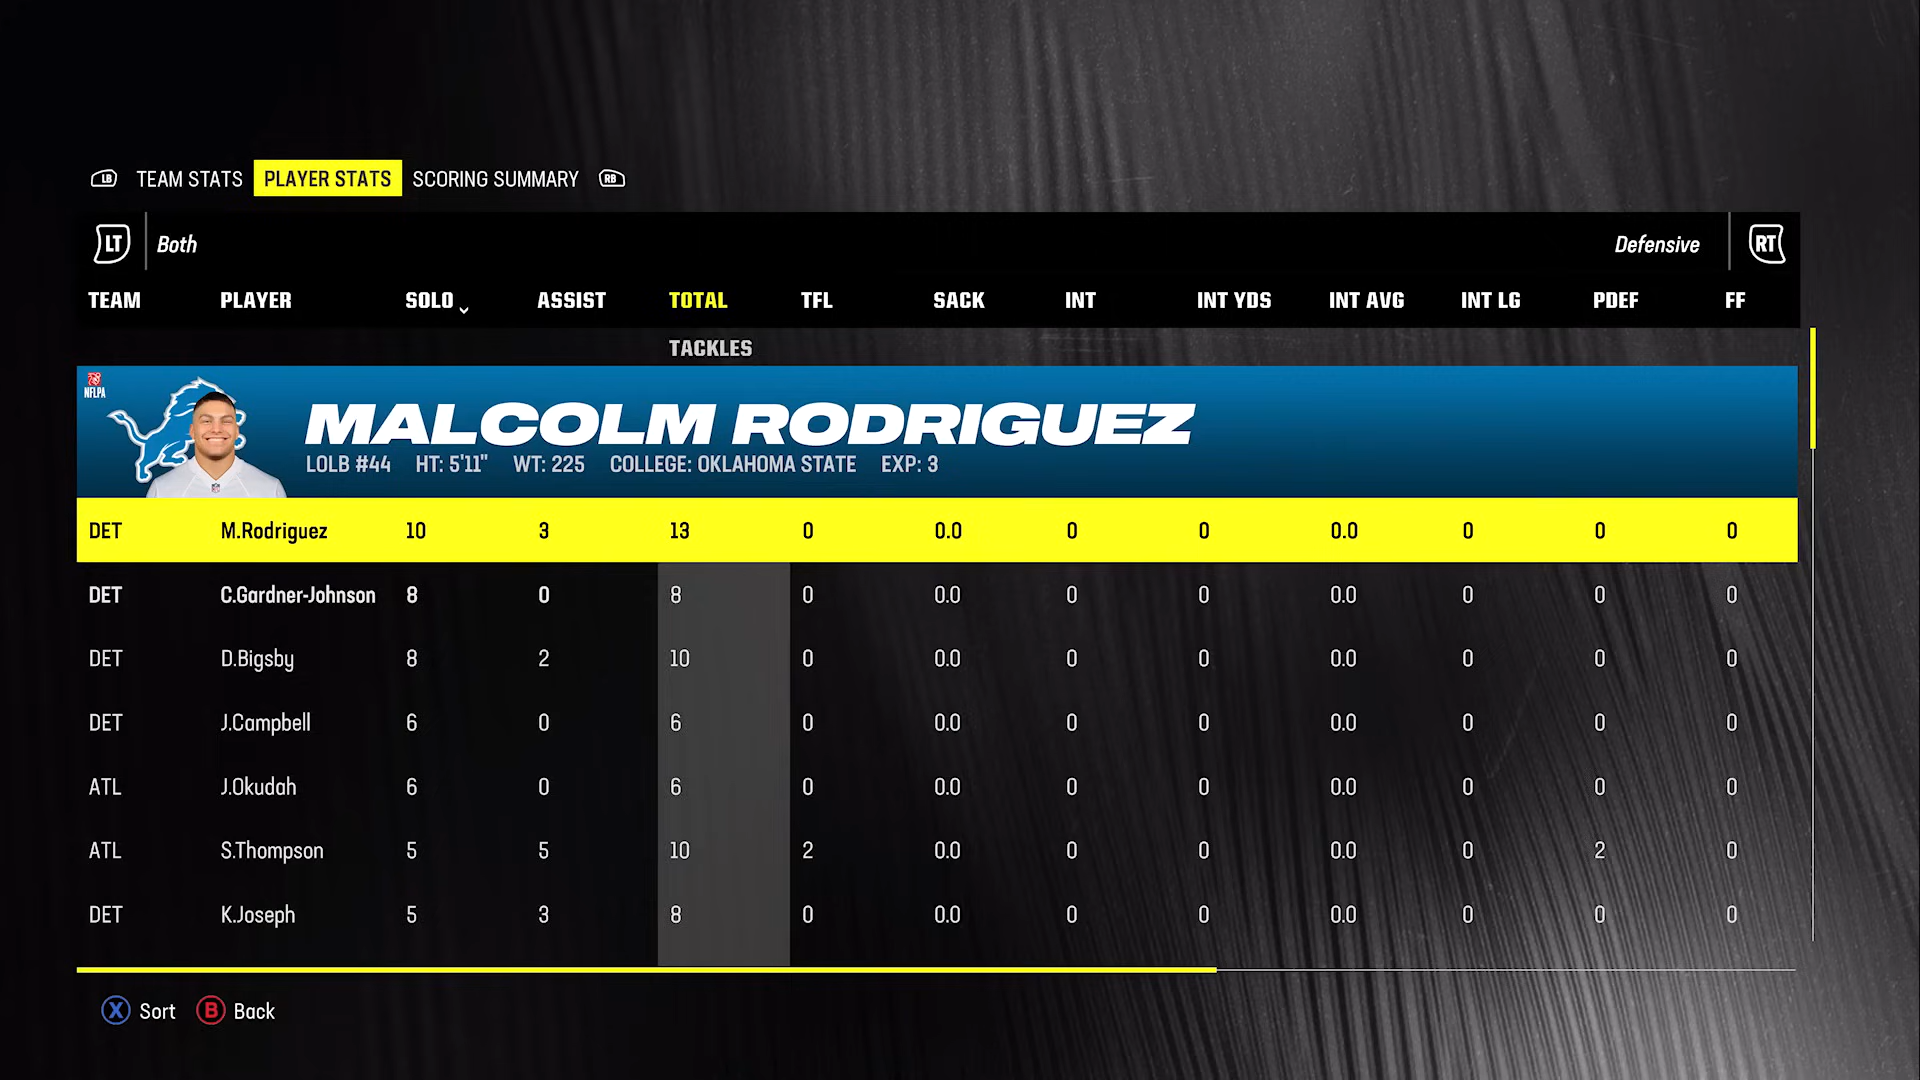 LB TEAM STATS PLAYER STATS SCORING SUMMARY RB
LT Both Defensive RT
TEAM PLAYER SOLO ASSIST TOTAL TFL SACK INT INT YDS INT AVG INT LG PDEF FF
TACKLES
NFLPA
MALCOLM RODRIGUEZ
LOLB #44 HT: 5'11" WT: 225 COLLEGE: OKLAHOMA STATE EXP: 3
DET M.Rodriguez 10 3 13 0 0.0 0 0 0.0 0 0 0
DET C.Gardner-Johnson 8 0 8 0 0.0 0 0 0.0 0 0 0
DET D.Bigsby 8 2 10 0 0.0 0 0 0.0 0 0 0
DET J.Campbell 6 0 6 0 0.0 0 0 0.0 0 0 0
ATL J.Okudah 6 0 6 0 0.0 0 0 0.0 0 0 0
ATL S.Thompson 5 5 10 2 0.0 0 0 0.0 0 2 0
DET K.Joseph 5 3 8 0 0.0 0 0 0.0 0 0 0
X Sort B Back